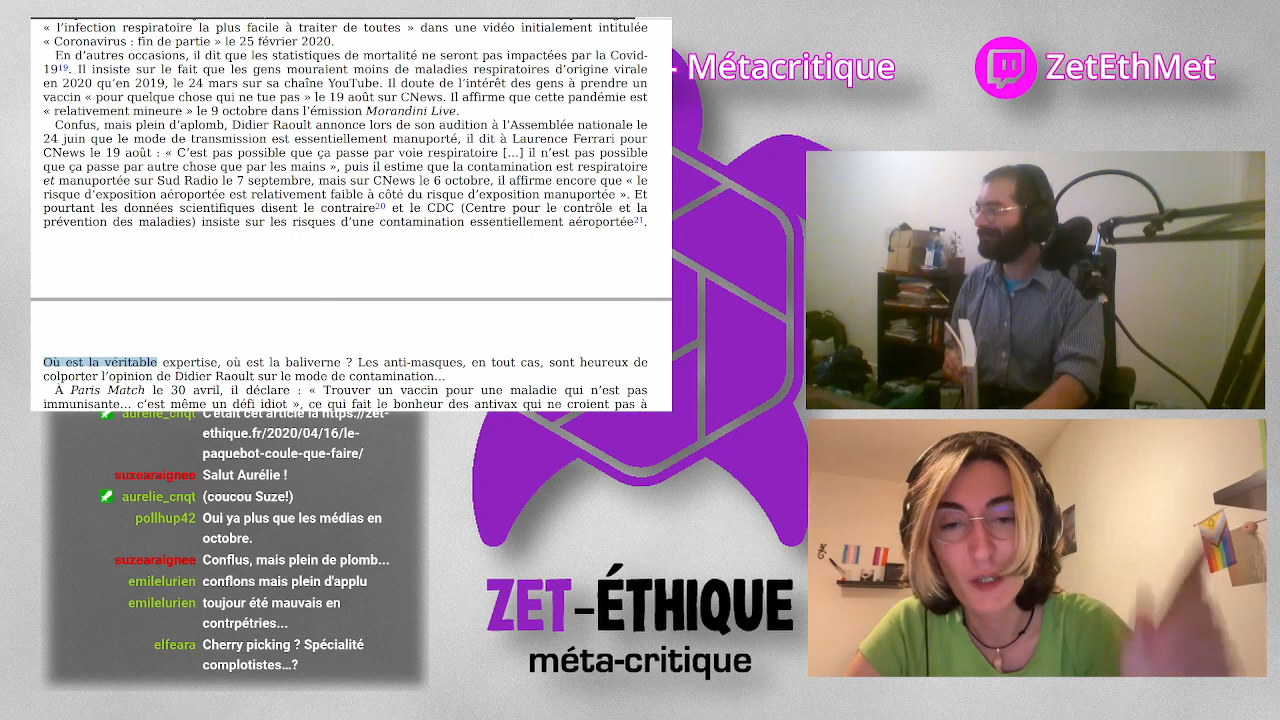 « l’infection respiratoire la plus facile à traiter de toutes » dans une vidéo initialement intitulée
« Coronavirus : fin de partie » le 25 février 2020.
En d’autres occasions, il dit que les statistiques de mortalité ne seront pas impactées par la Covid-
19¹⁹. Il insiste sur le fait que les gens mouraient moins de maladies respiratoires d’origine virale
en 2020 qu’en 2019, le 24 mars sur sa chaîne YouTube. Il doute de l’intérêt des gens à prendre un
vaccin « pour quelque chose qui ne tue pas » le 19 août sur CNews. Il affirme que cette pandémie est
« relativement mineure » le 9 octobre dans l’émission Morandini Live.
Confus, mais plein d’aplomb, Didier Raoult annonce lors de son audition à l’Assemblée nationale le
24 juin que le mode de transmission est essentiellement manuporté, il dit à Laurence Ferrari pour
CNews le 19 août : « C’est pas possible que ça passe par voie respiratoire […] il n’est pas possible
que ça passe par autre chose que par les mains », puis il estime que la contamination est respiratoire
et manuportée sur Sud Radio le 7 septembre, mais sur CNews le 6 octobre, il affirme encore que « le
risque d’exposition aéroportée est relativement faible à côté du risque d’exposition manuportée ». Et
pourtant les données scientifiques disent le contraire²⁰ et le CDC (Centre pour le contrôle et la
prévention des maladies) insiste sur les risques d’une contamination essentiellement aéroportée²¹.
Où est la véritable expertise, où est la baliverne ? Les anti-masques, en tout cas, sont heureux de
colporter l’opinion de Didier Raoult sur le mode de contamination…
À Paris Match le 30 avril, il déclare : « Trouver un vaccin pour une maladie qui n’est pas
immunisante… c’est même un défi idiot », ce qui fait le bonheur des antivax qui ne croient pas à
- Métacritique
ZetEthMet
aurelie_cnqt C'était cet article là https://zet-
ethique.fr/2020/04/16/le-
paquebot-coule-que-faire/
suzearaignee Salut Aurélie !
aurelie_cnqt (coucou Suze!)
pollhup42 Oui ya plus que les médias en
octobre.
suzearaignee Conflus, mais plein de plomb...
emilelurien conflons mais plein d'applu
emilelurien toujour été mauvais en
contrpétries...
elfeara Cherry picking ? Spécialité
complotistes…?
ZET-ÉTHIQUE
méta-critique